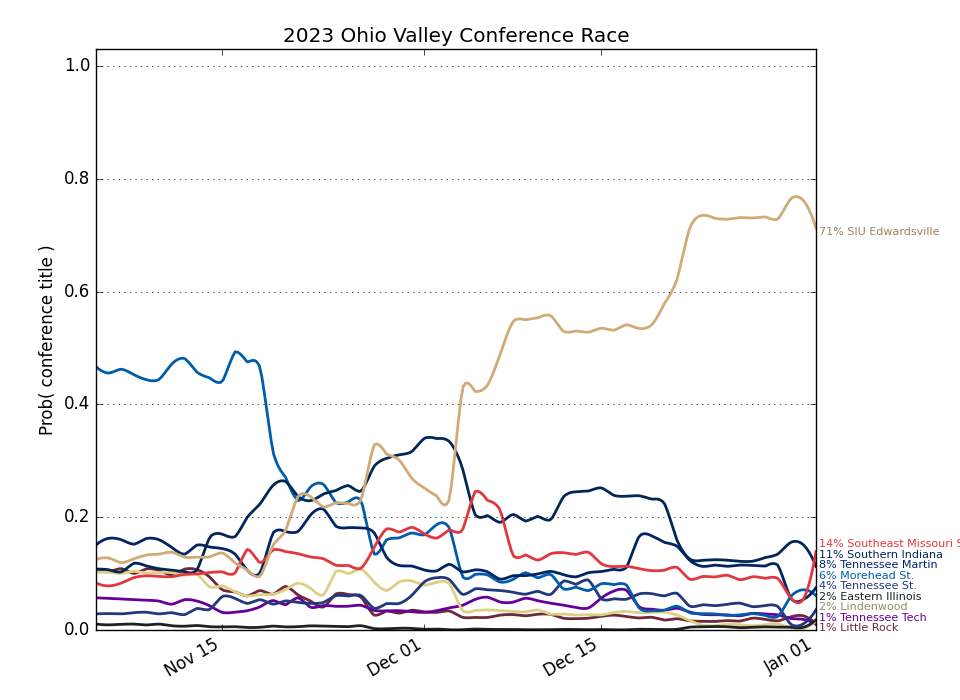 2023 Ohio Valley Conference Race
Prob( conference title )
1.0
0.8
0.6
0.4
0.2
0.0
Nov 15
Dec 01
Dec 15
Jan 01
71% SIU Edwardsville
14% Southeast Missouri S
11% Southern Indiana
8% Tennessee Martin
6% Morehead St.
4% Tennessee St.
2% Eastern Illinois
2% Lindenwood
1% Tennessee Tech
1% Little Rock